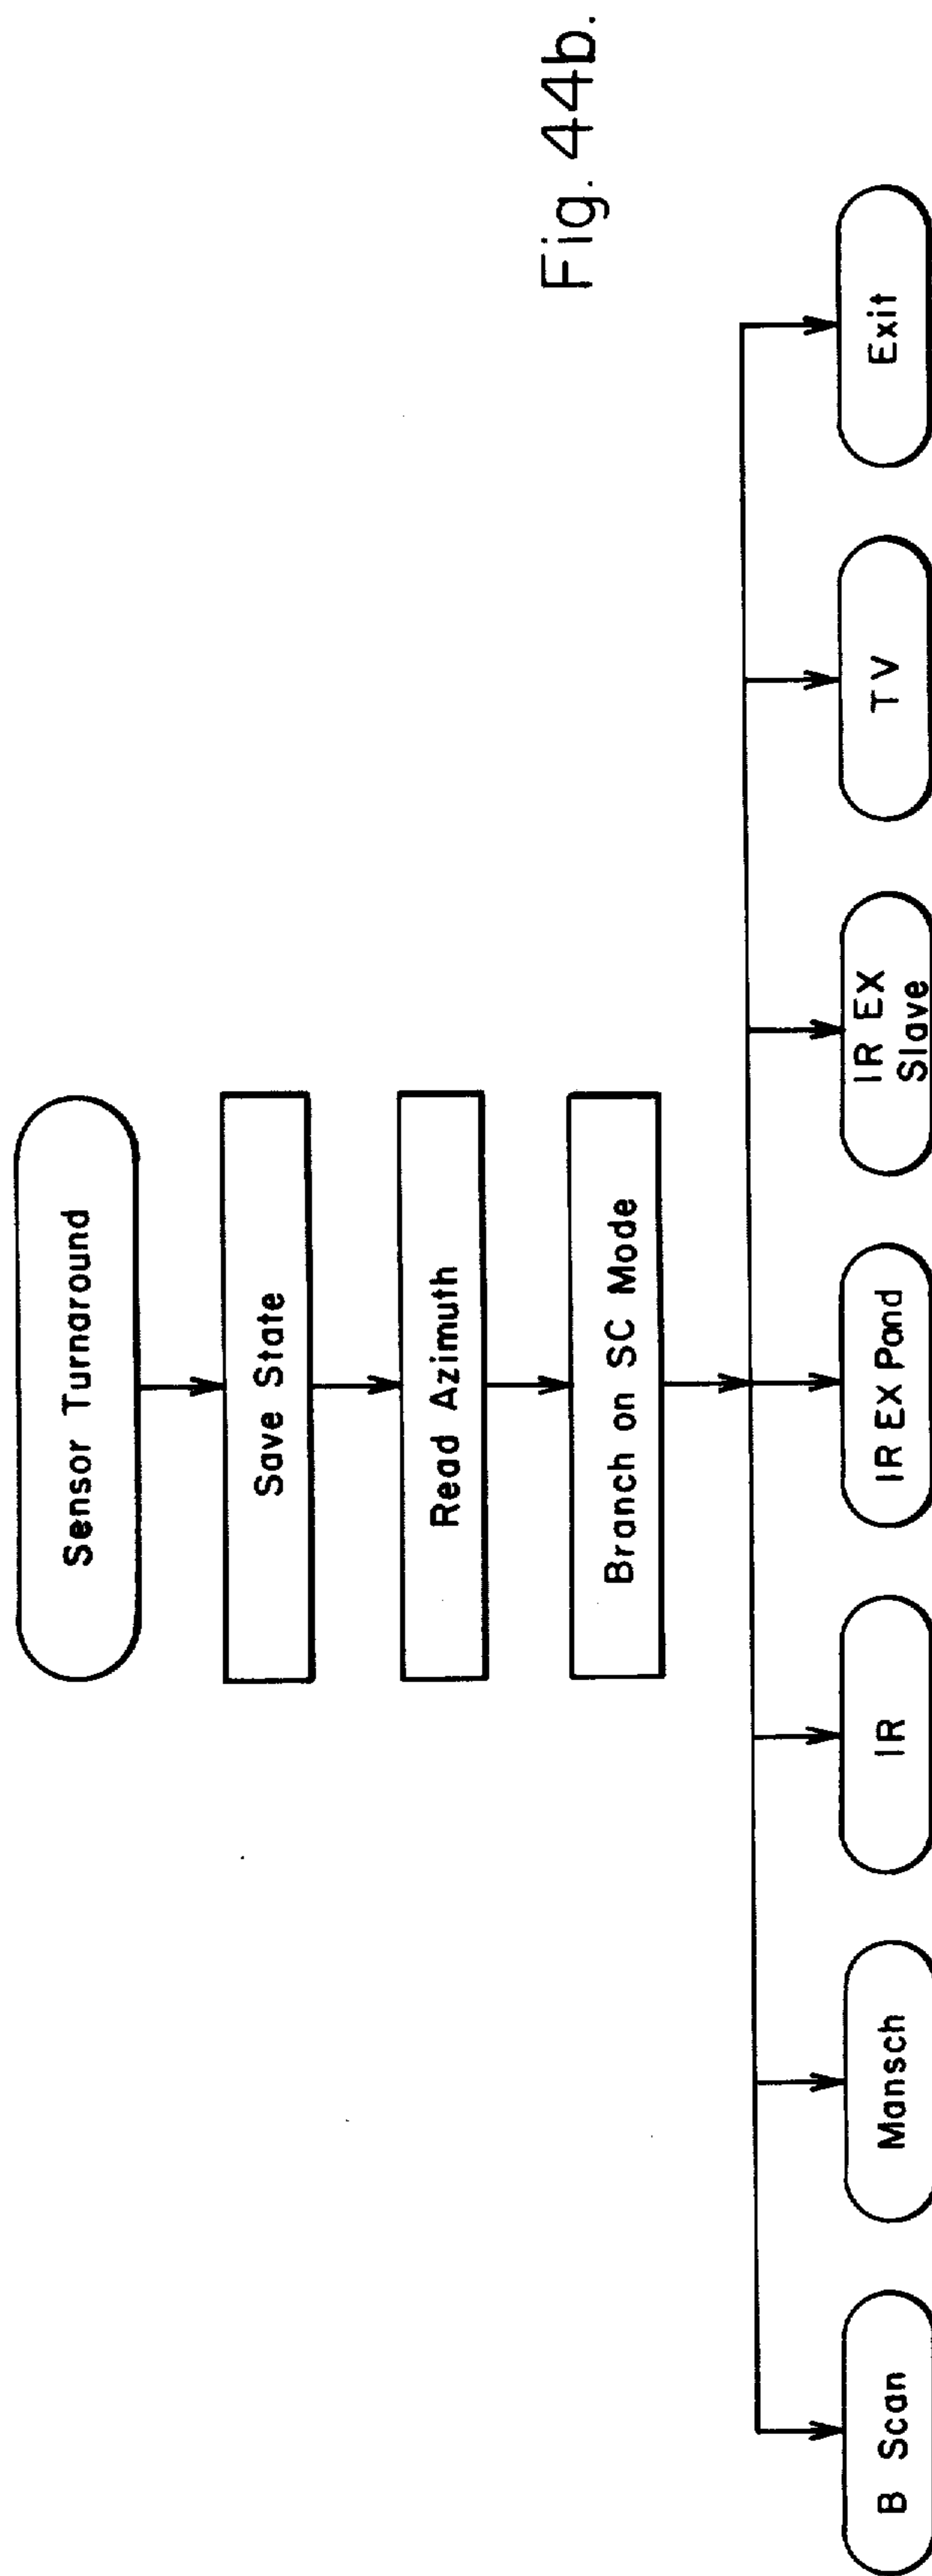 Sensor Turnaround
Save State
Read Azimuth
Branch on SC Mode
B Scan
Mansch
IR
IR EX Pand
IR EX
Slave
TV
Exit
Fig. 44b.